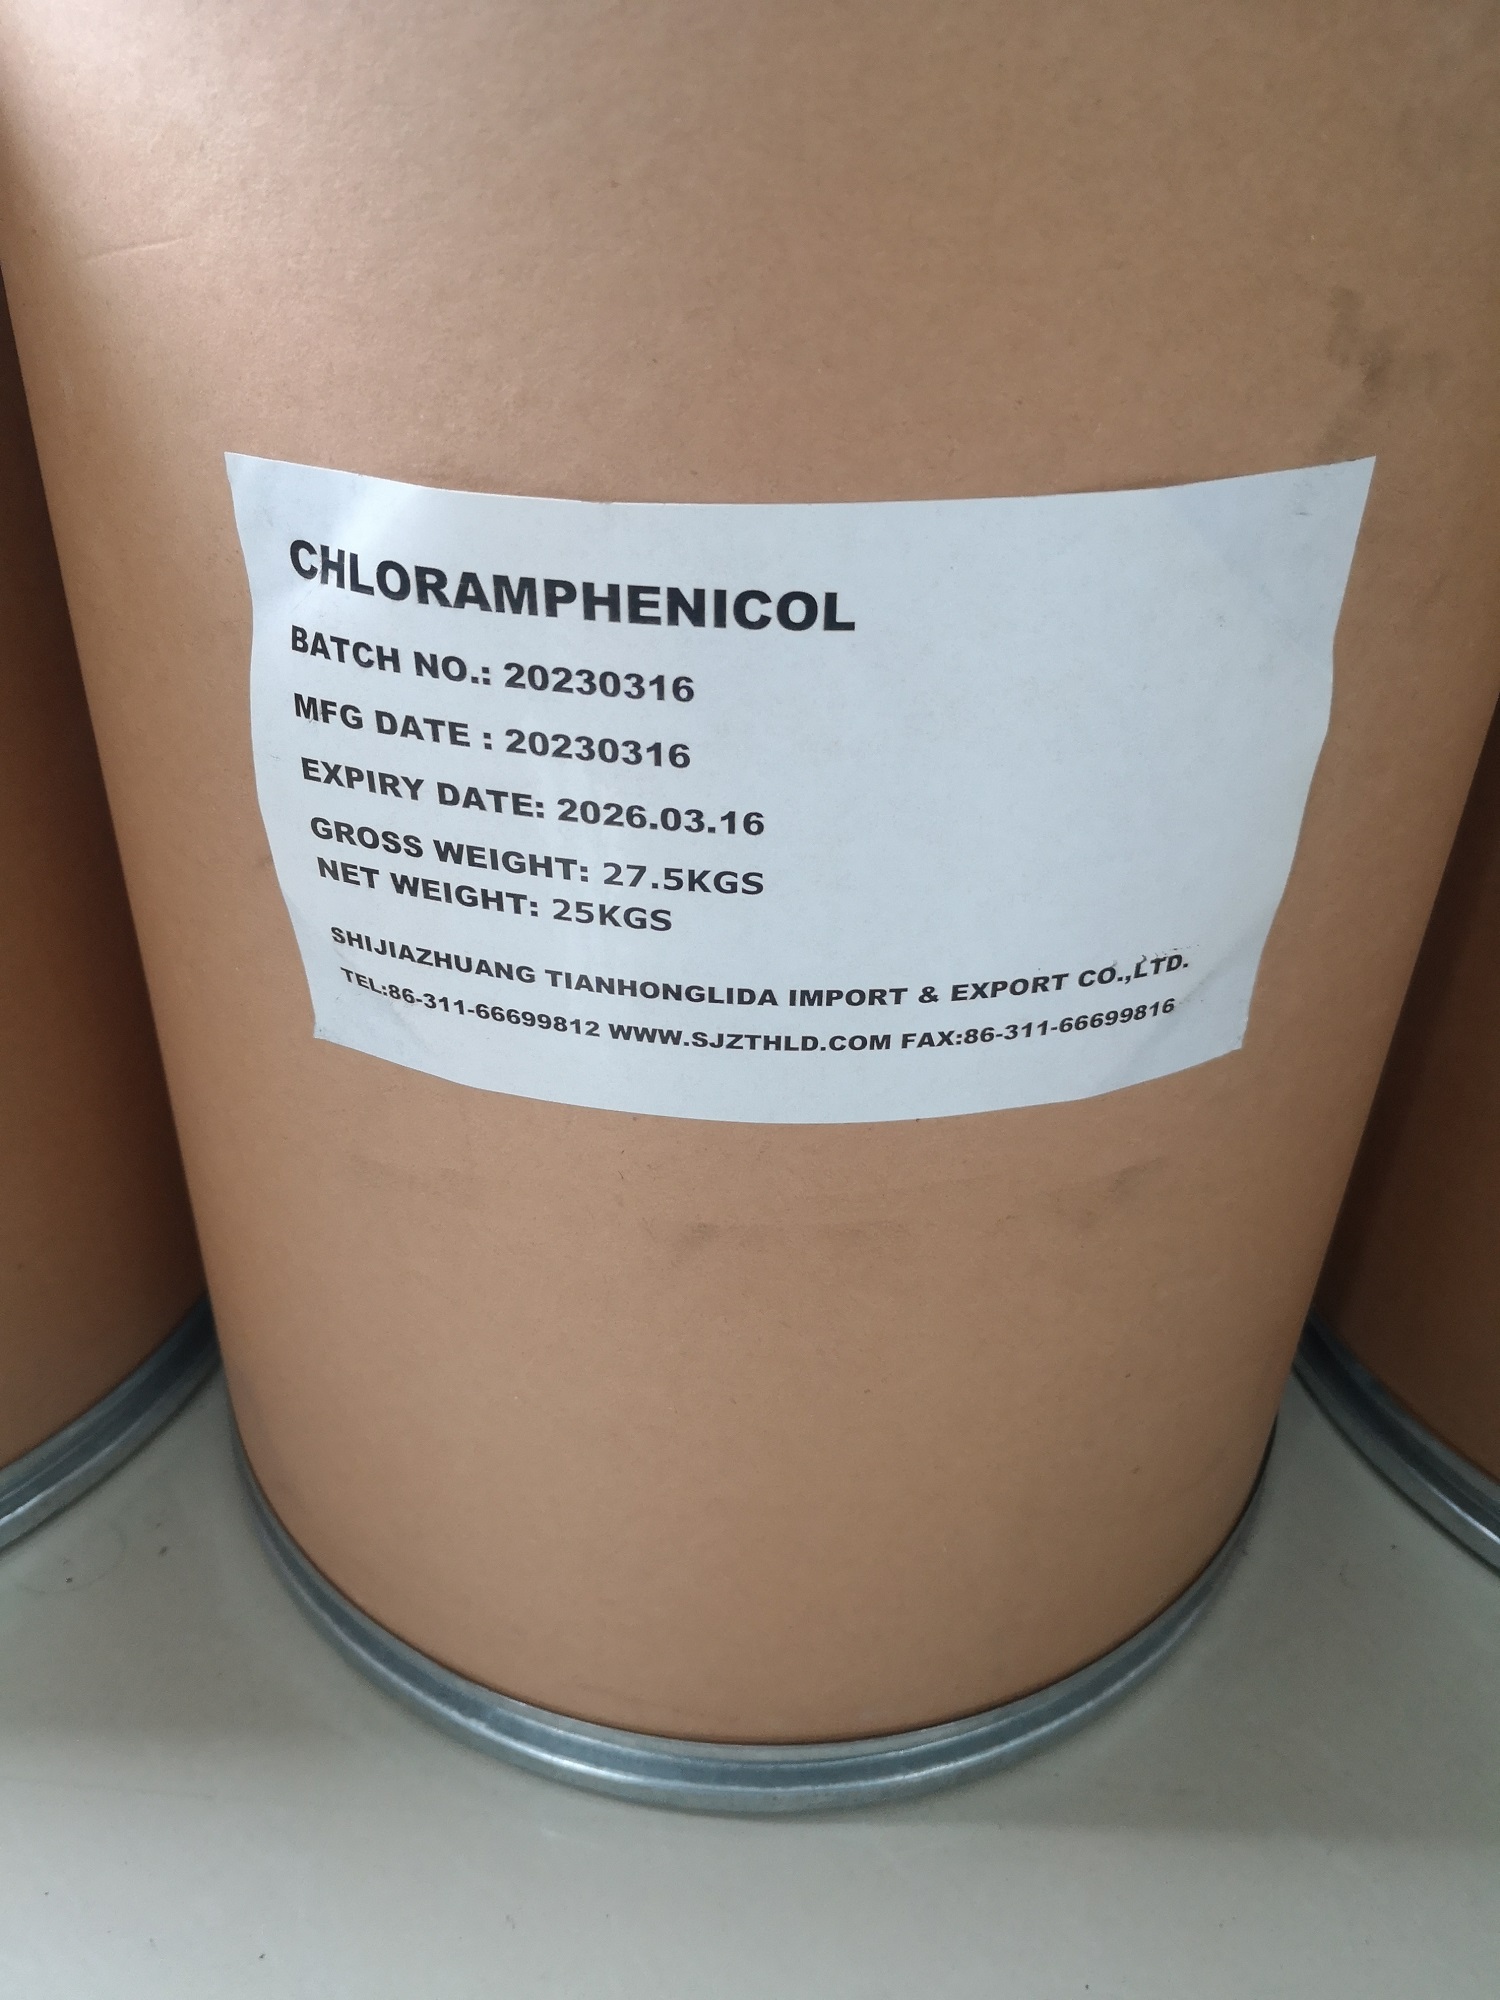 CHLORAMPHENICOL
BATCH NO.: 20230316
MFG DATE : 20230316
EXPIRY DATE: 2026.03.16
GROSS WEIGHT: 27.5KGS
NET WEIGHT: 25KGS
SHIJIAZHUANG TIANHONGLIDA IMPORT & EXPORT CO.,LTD.
TEL:86-311-66699812 WWW.SJZTHLD.COM FAX:86-311-66699816